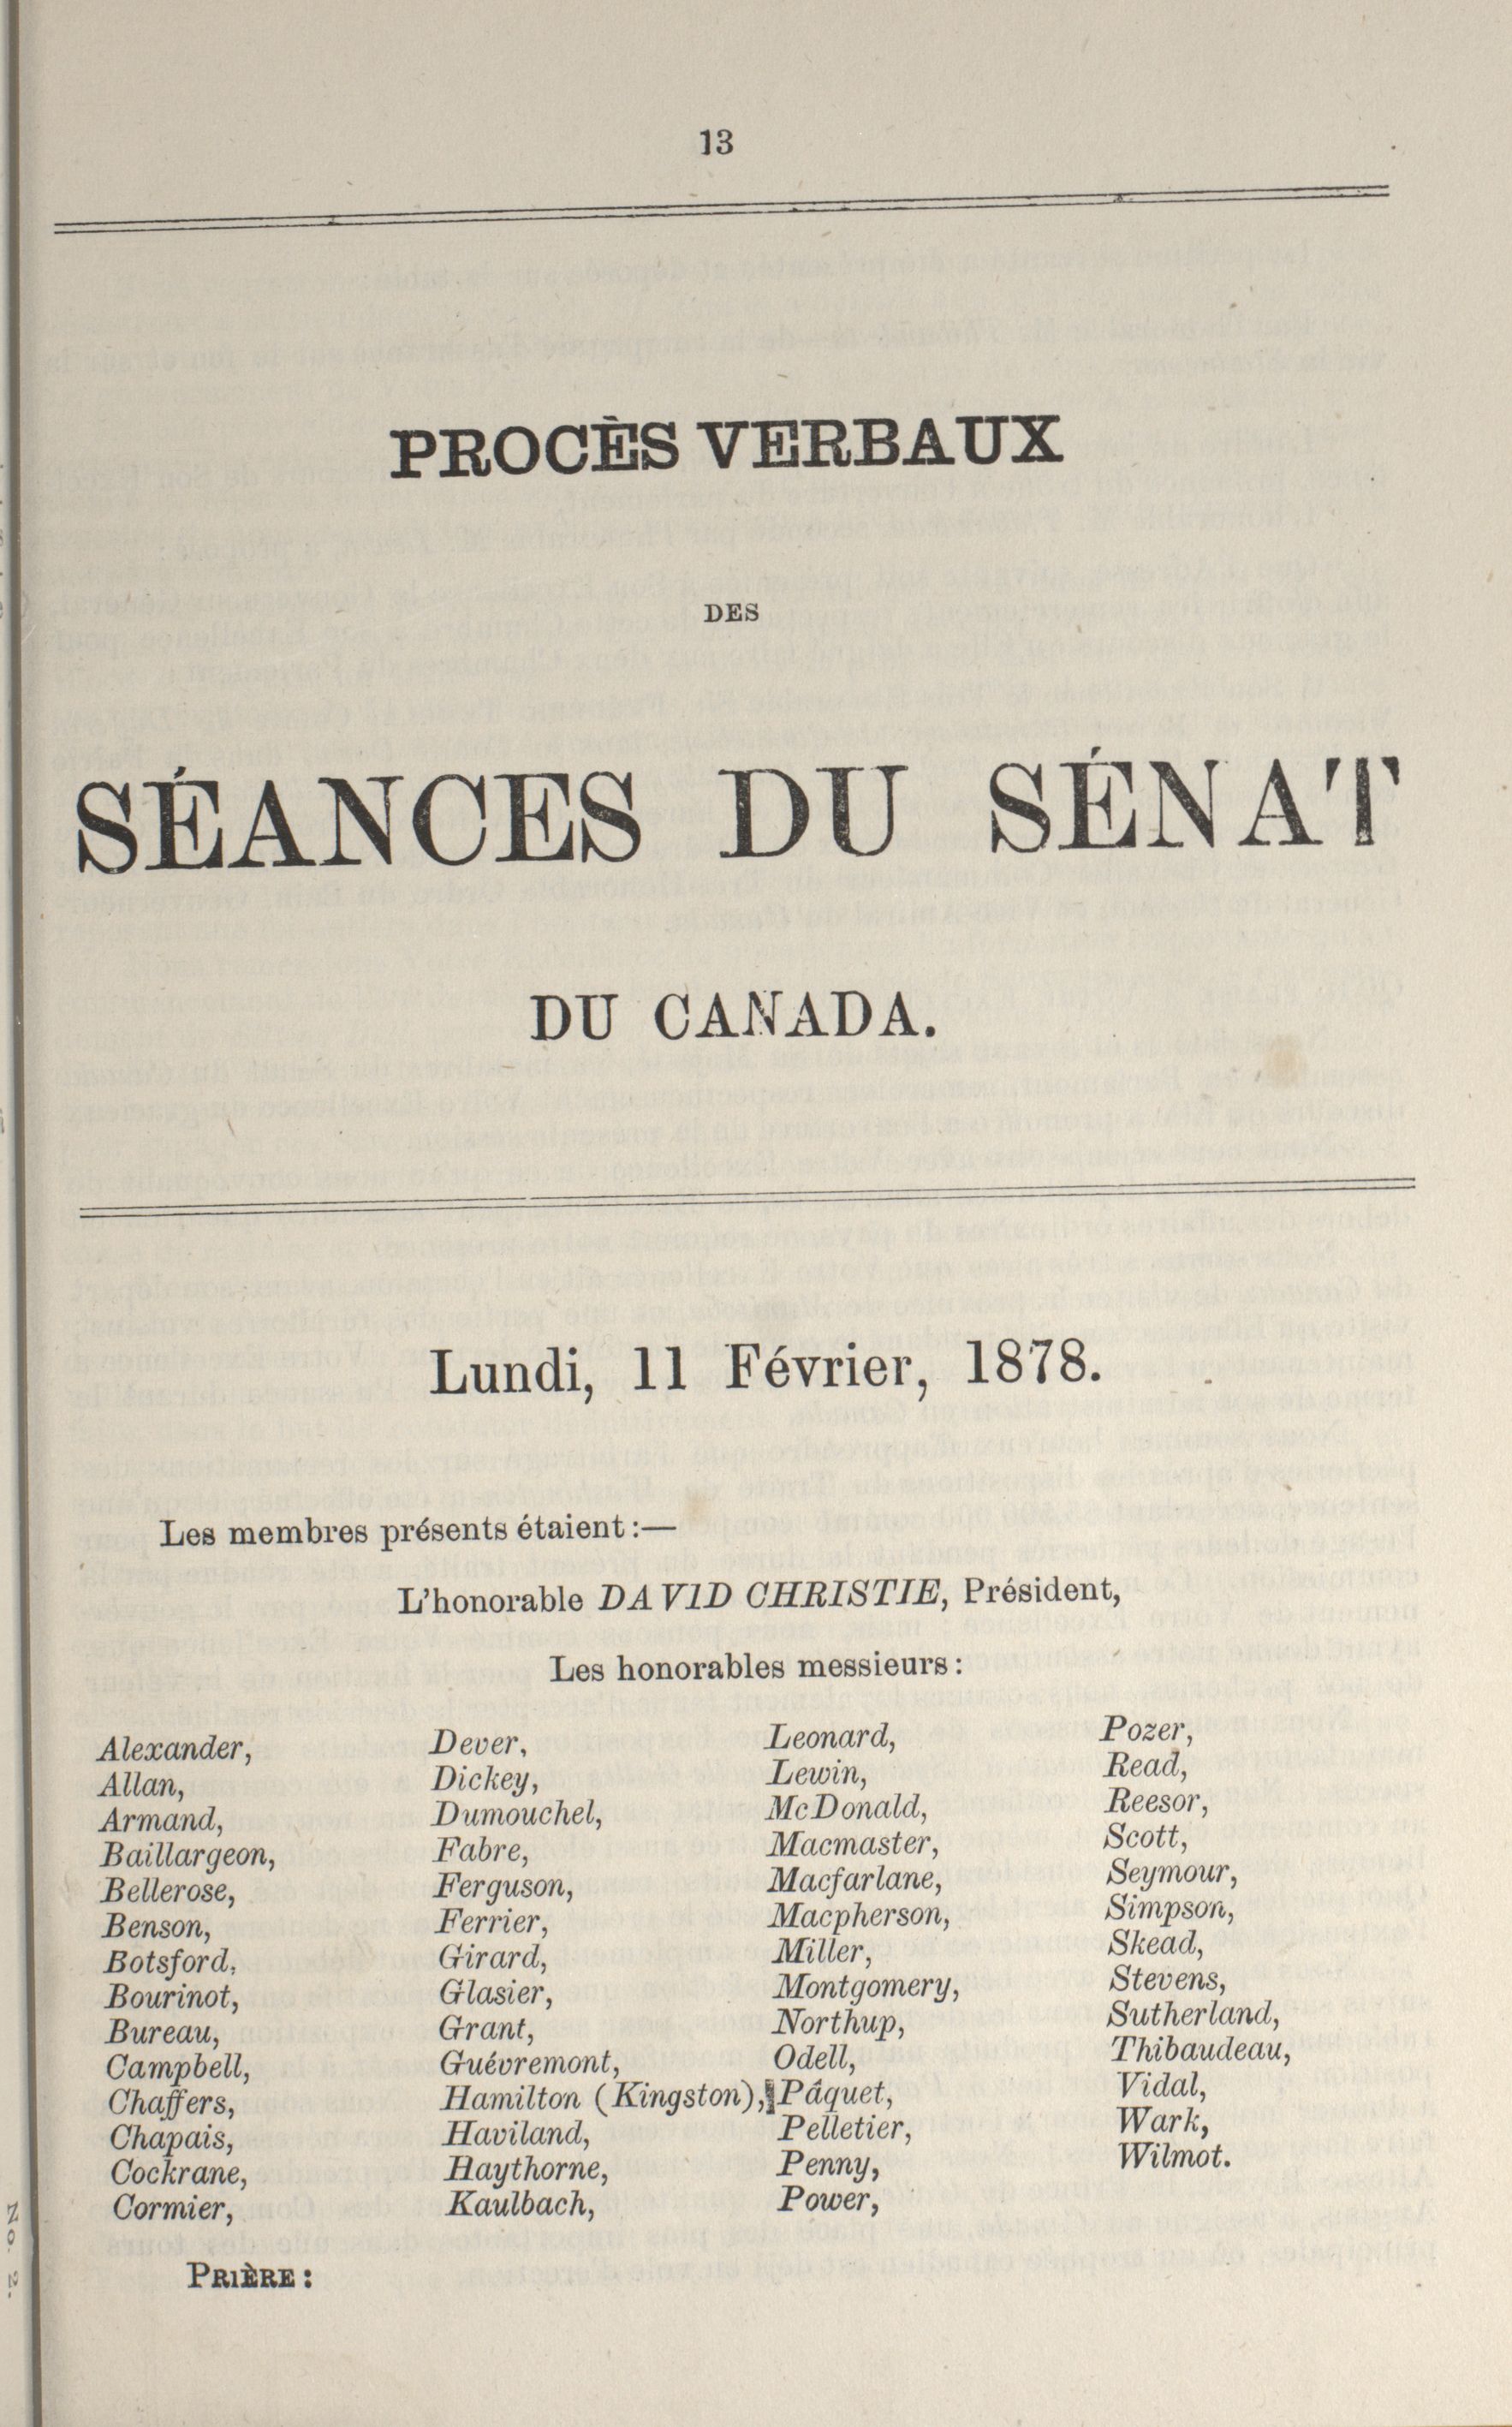 13
PROCÈS VERBAUX
DES
SÉANCES DU SÉNAT
DU CANADA.
Lundi, 11 Février, 1878.
Les membres présents étaient :—
L'honorable DAVID CHRISTIE, Président,
Les honorables messieurs :
Alexander,
Allan,
Armand,
Baillargeon,
Bellerose,
Benson,
Botsford,
Bourinot,
Bureau,
Campbell,
Chaffers,
Chapais,
Cockrane,
Cormier,
Dever,
Dickey,
Dumouchel,
Fabre,
Ferguson,
Ferrier,
Girard,
Glasier,
Grant,
Guévremont,
Hamilton (Kingston),
Haviland,
Haythorne,
Kaulbach,
Leonard,
Lewin,
McDonald,
Macmaster,
Macfarlane,
Macpherson,
Miller,
Montgomery,
Northup,
Odell,
Pâquet,
Pelletier,
Penny,
Power,
Pozer,
Read,
Reesor,
Scott,
Seymour,
Simpson,
Skead,
Stevens,
Sutherland,
Thibaudeau,
Vidal,
Wark,
Wilmot.
PRIÈRE :